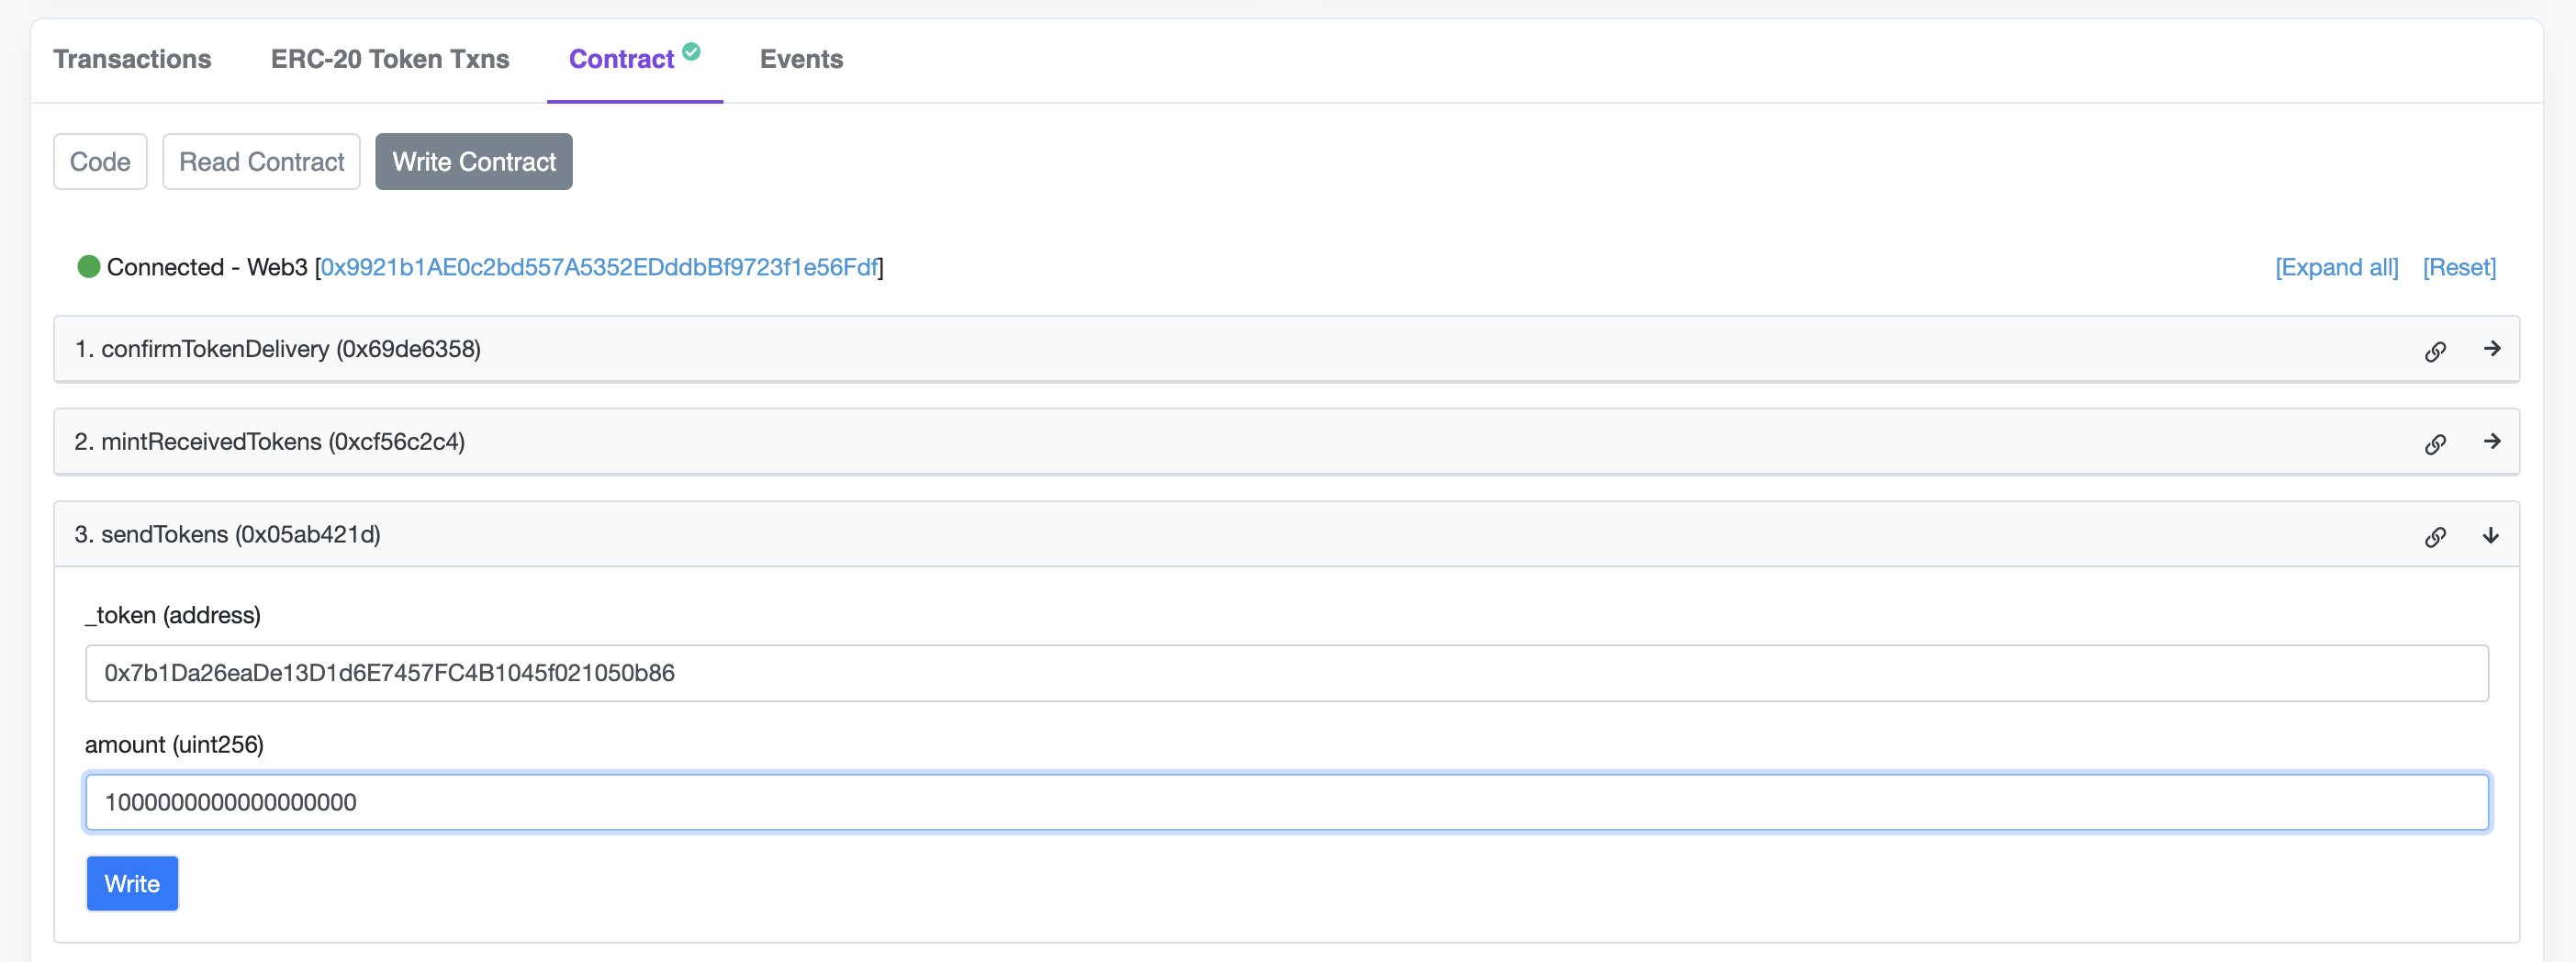 Transactions ERC-20 Token Txns Contract Events
Code Read Contract Write Contract
Connected - Web3 [0x9921b1AE0c2bd557A5352EDddbBf9723f1e56Fdf] [Expand all] [Reset]
1. confirmTokenDelivery (0x69de6358)
2. mintReceivedTokens (0xcf56c2c4)
3. sendTokens (0x05ab421d)
_token (address)
0x7b1Da26eaDe13D1d6E7457FC4B1045f021050b86
amount (uint256)
1000000000000000000
Write